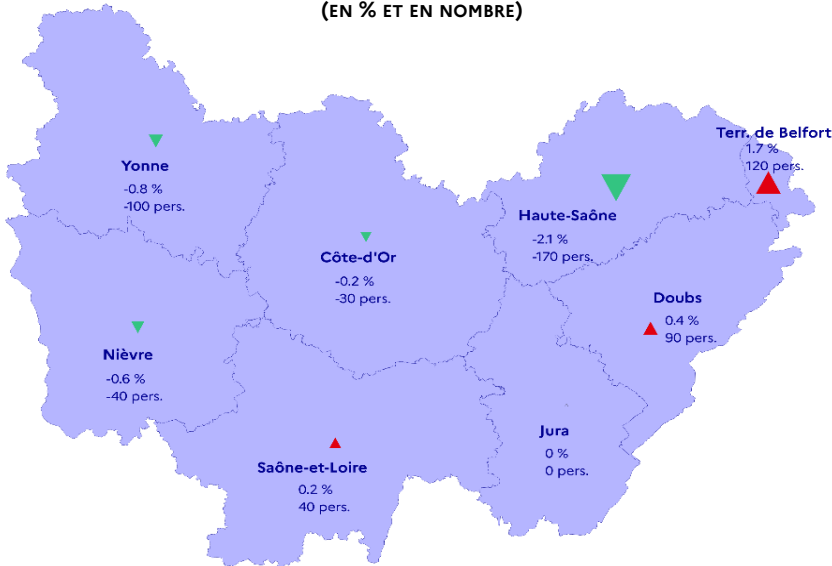 (EN % ET EN NOMBRE)
Terr. de Belfort
1.7 %
120 pers.
Yonne
-0.8 %
-100 pers.
Haute-Saône
-2.1 %
-170 pers.
Côte-d'Or
-0.2 %
-30 pers.
Doubs
0.4 %
90 pers.
Nièvre
-0.6 %
-40 pers.
Jura
0 %
0 pers.
Saône-et-Loire
0.2 %
40 pers.